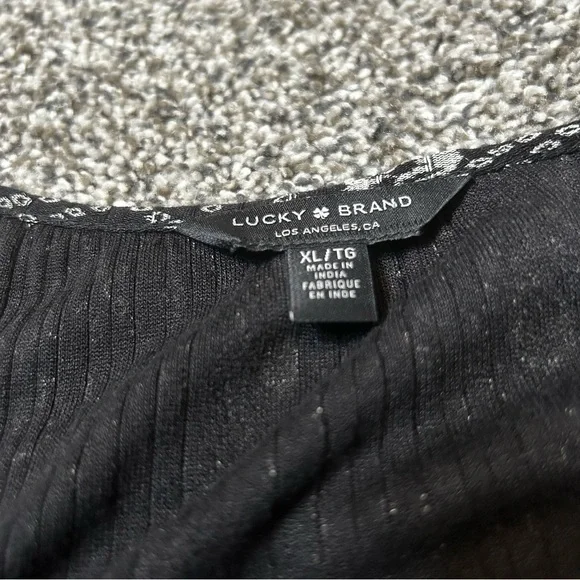 LUCKY BRAND
LOS ANGELES, CA
XL/TG
MADE IN
INDIA
FABRIQUE
EN INDE